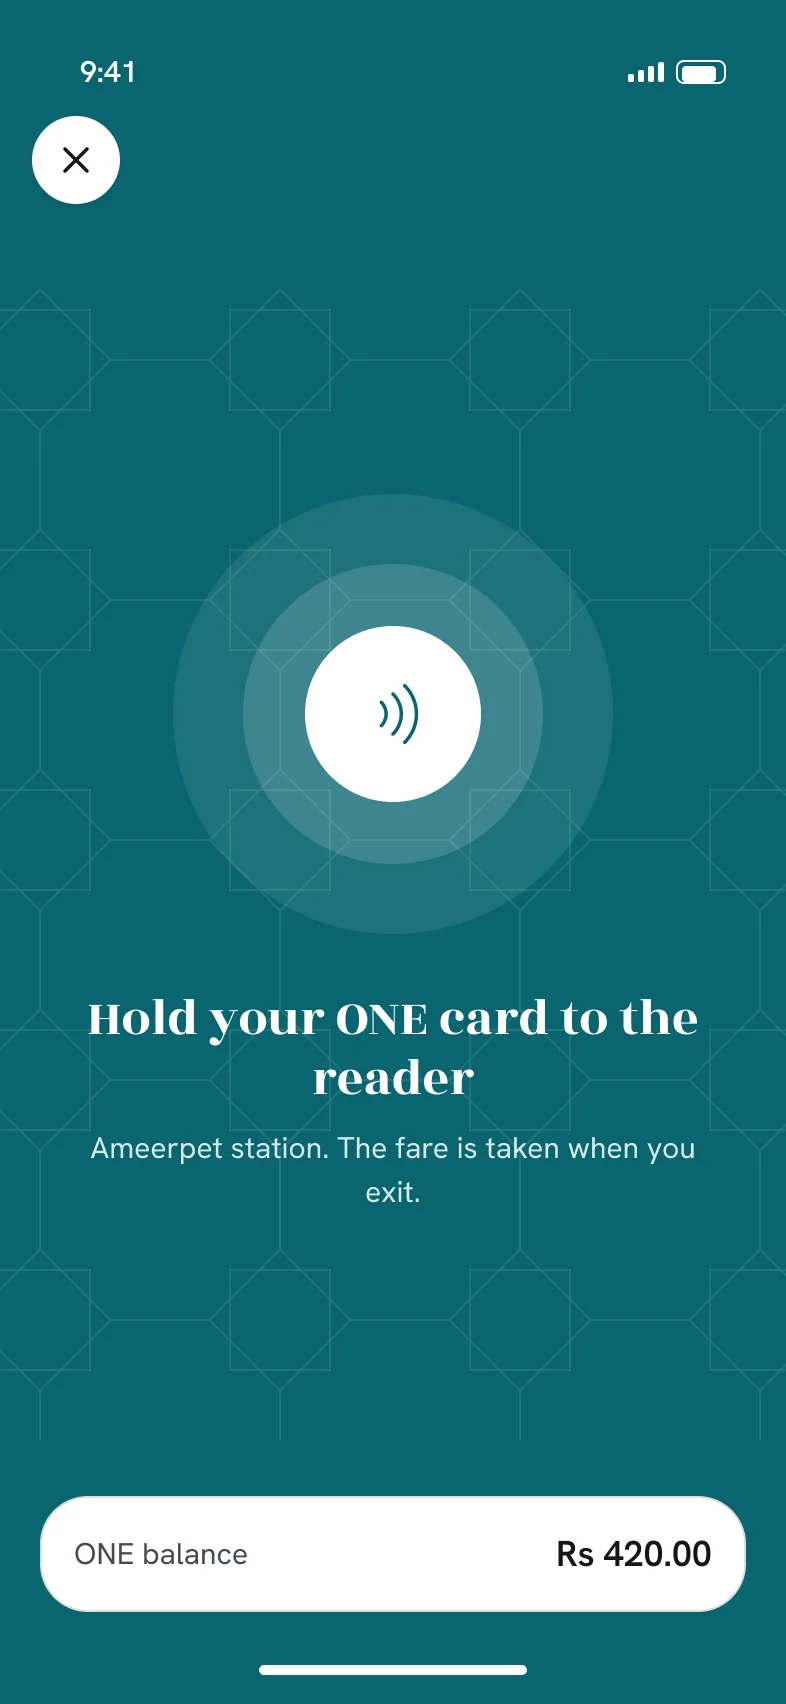 9:41
Hold your ONE card to the
reader
Ameerpet station. The fare is taken when you
exit.
ONE balance Rs 420.00